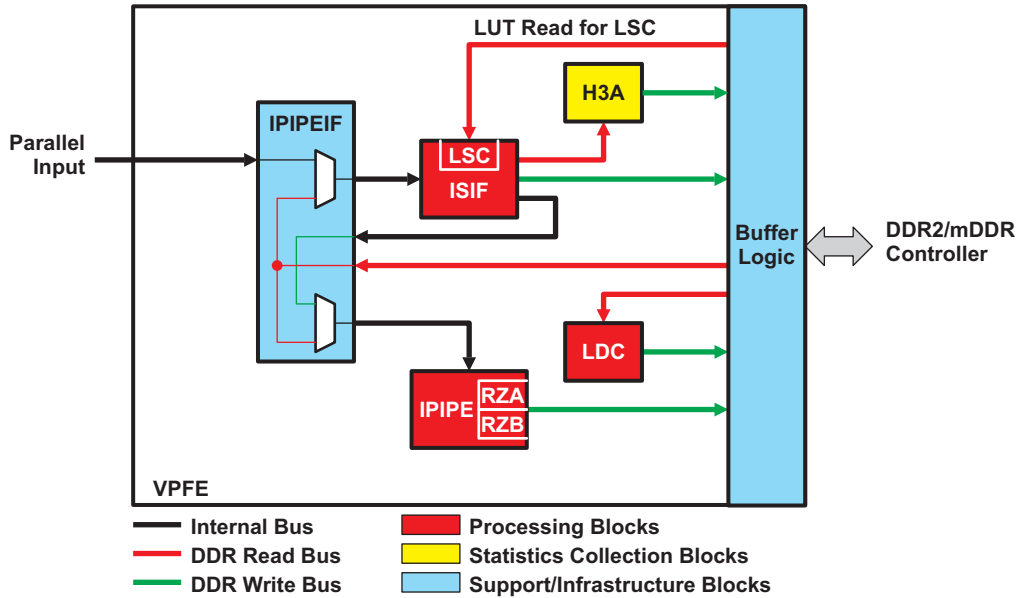 LUT Read for LSC
H3A
IPIPEIF
Parallel
Input
LSC
ISIF
Buffer
Logic
DDR2/mDDR
Controller
LDC
IPIPE
RZA
RZB
VPFE
Internal Bus
Processing Blocks
DDR Read Bus
Statistics Collection Blocks
DDR Write Bus
Support/Infrastructure Blocks